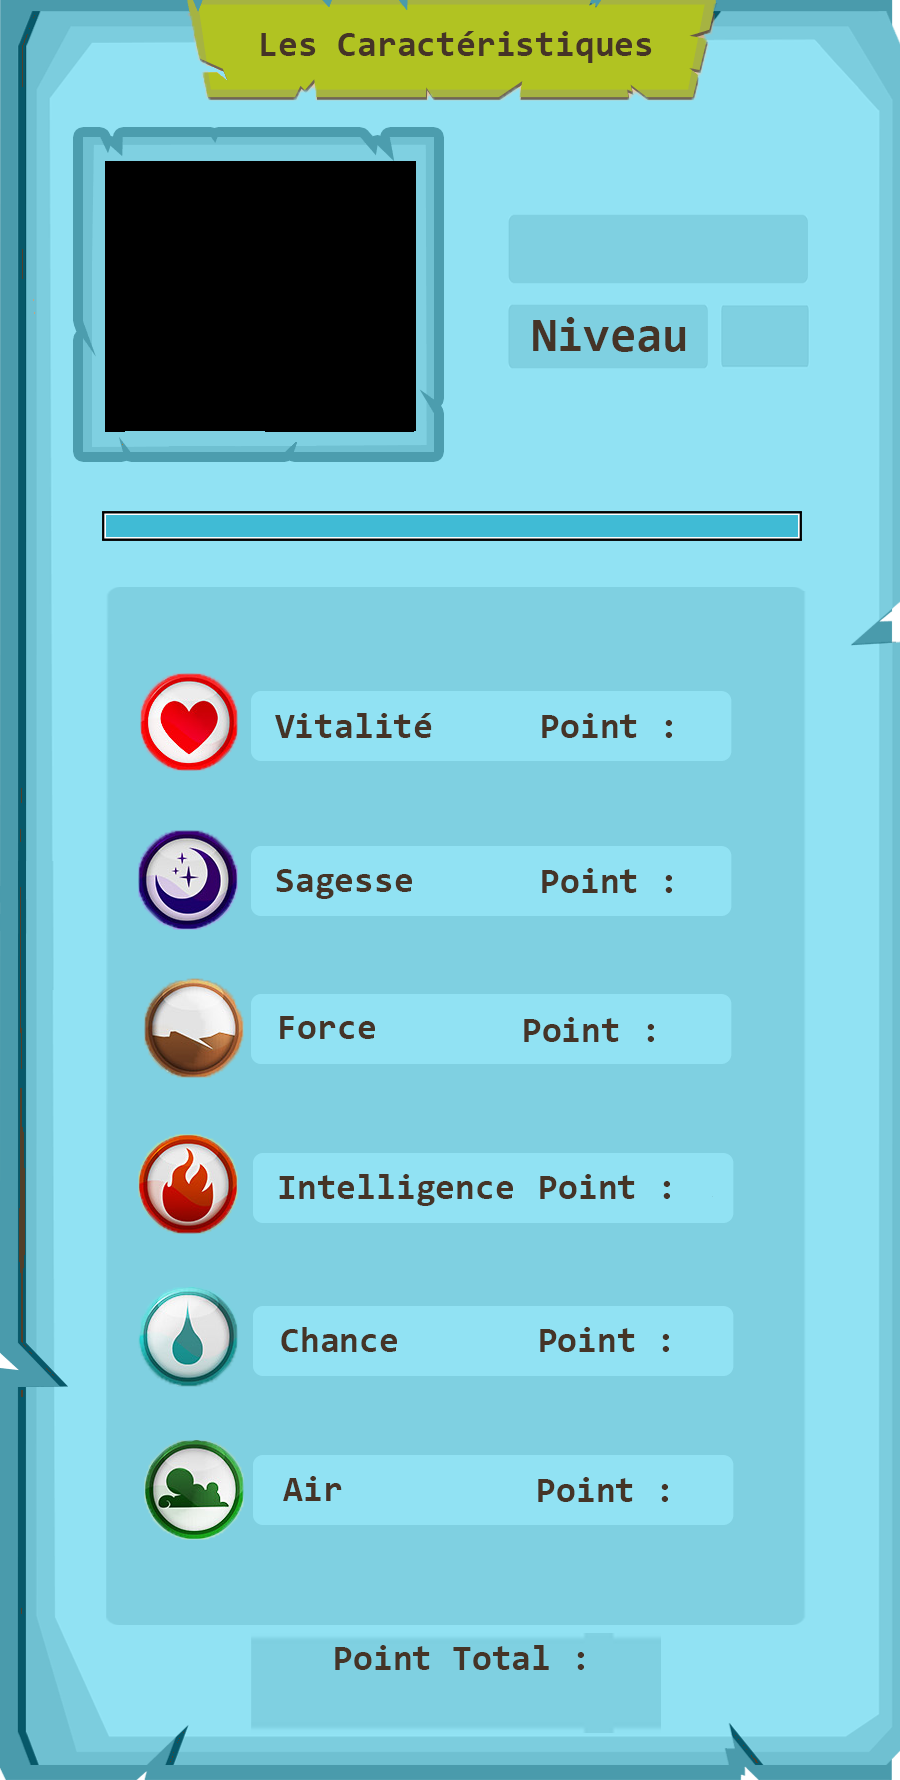 Les Caractéristiques
Niveau
Vitalité Point :
Sagesse Point :
Force Point :
Intelligence Point :
Chance Point :
Air Point :
Point Total :